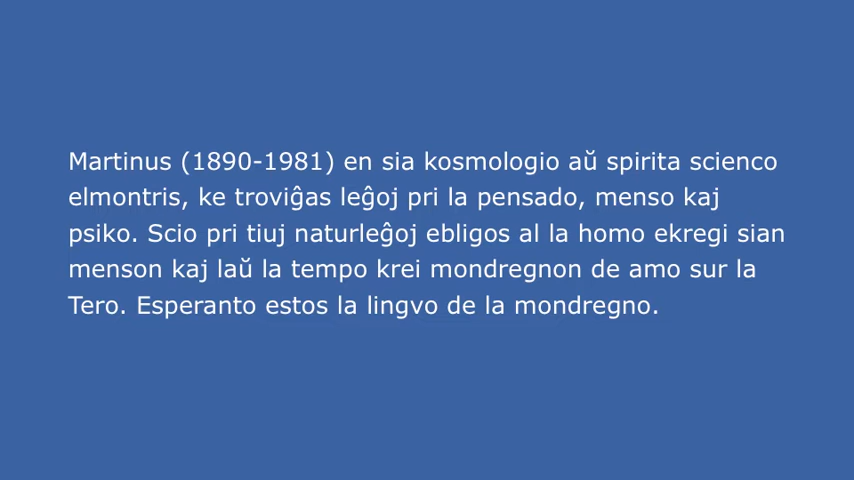 Martinus (1890-1981) en sia kosmologio aŭ spirita scienco
elmontris, ke troviĝas leĝoj pri la pensado, menso kaj
psiko. Scio pri tiuj naturleĝoj ebligos al la homo ekregi sian
menson kaj laŭ la tempo krei mondregnon de amo sur la
Tero. Esperanto estos la lingvo de la mondregno.